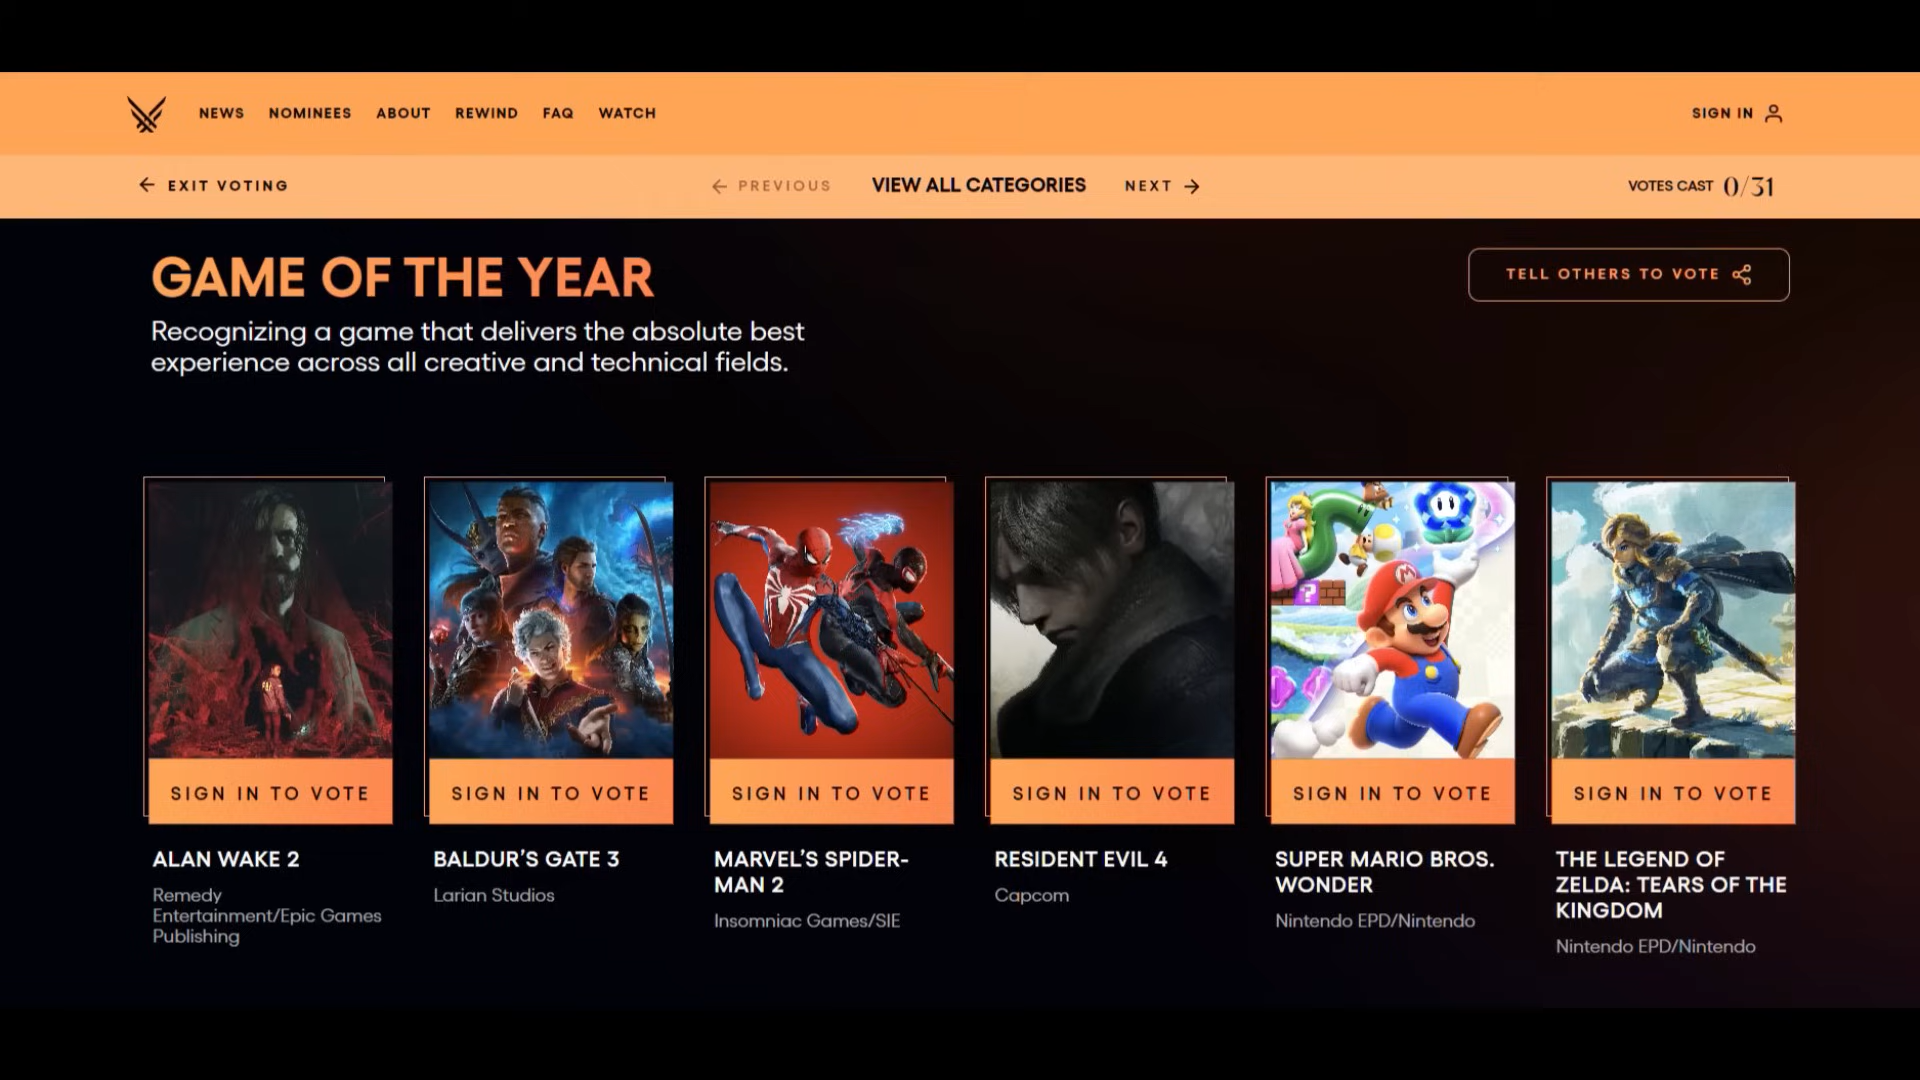 NEWS NOMINEES ABOUT REWIND FAQ WATCH SIGN IN
EXIT VOTING PREVIOUS VIEW ALL CATEGORIES NEXT VOTES CAST 0/31
GAME OF THE YEAR
TELL OTHERS TO VOTE
Recognizing a game that delivers the absolute best
experience across all creative and technical fields.
SIGN IN TO VOTE
ALAN WAKE 2
Remedy
Entertainment/Epic Games
Publishing
SIGN IN TO VOTE
BALDUR'S GATE 3
Larian Studios
SIGN IN TO VOTE
MARVEL'S SPIDER-
MAN 2
Insomniac Games/SIE
SIGN IN TO VOTE
RESIDENT EVIL 4
Capcom
?
M
SIGN IN TO VOTE
SUPER MARIO BROS.
WONDER
Nintendo EPD/Nintendo
SIGN IN TO VOTE
THE LEGEND OF
ZELDA: TEARS OF THE
KINGDOM
Nintendo EPD/Nintendo